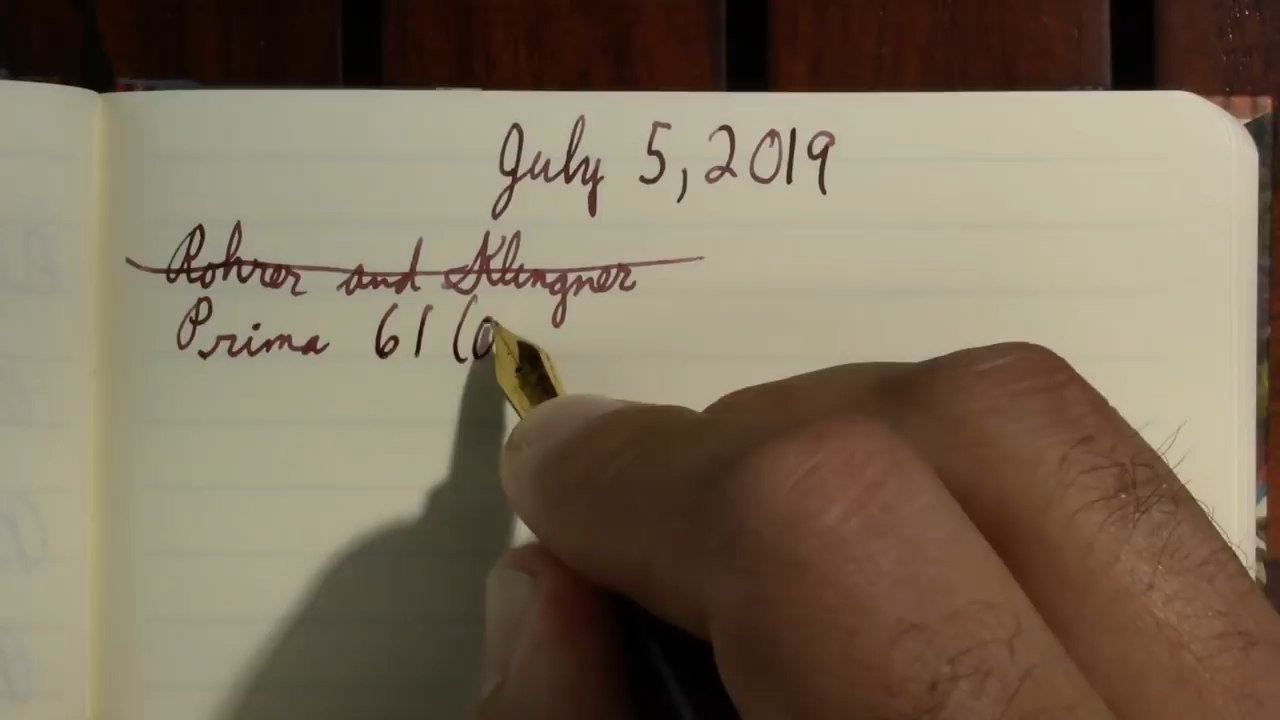 July 5, 2019
Rohrer and Klingner
Prima 61 (a